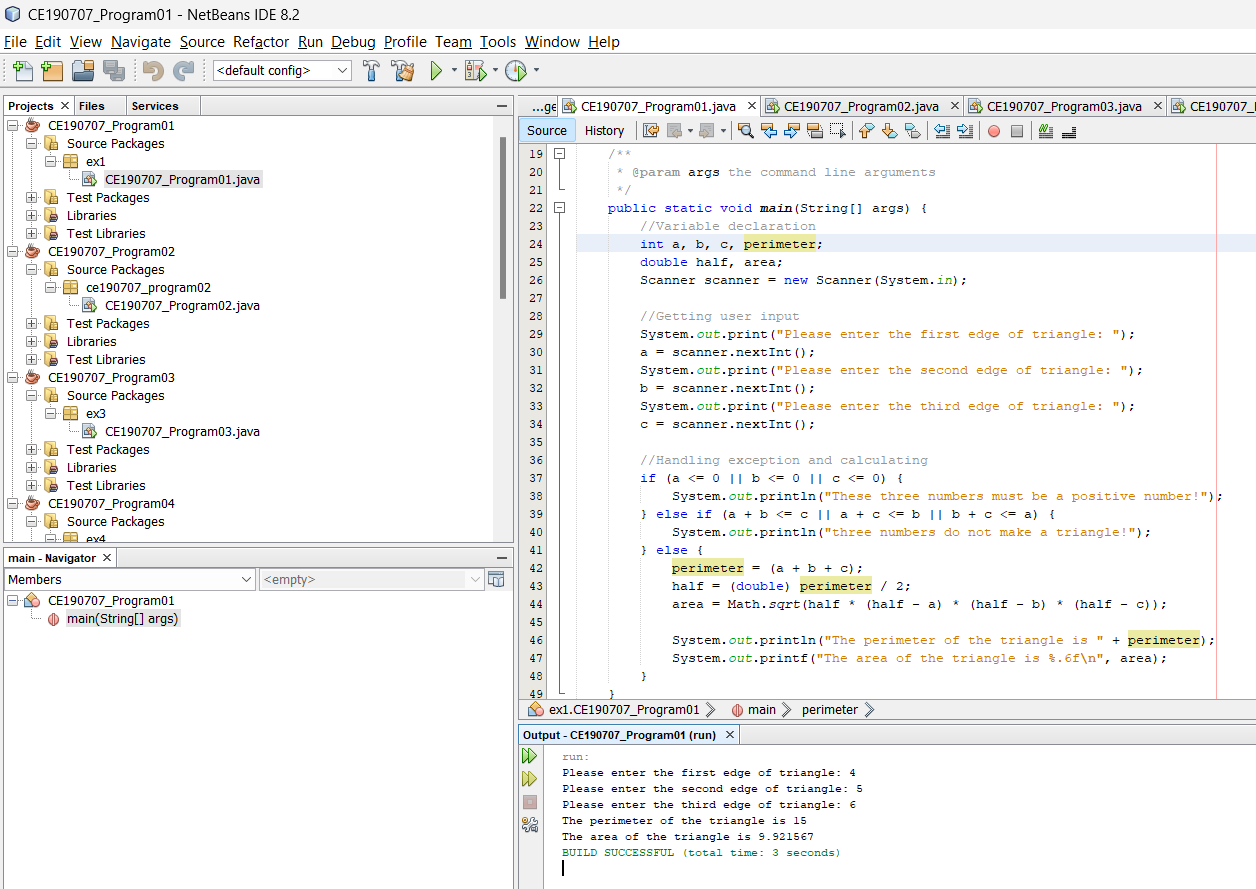 CE190707_Program01 - NetBeans IDE 8.2
File Edit View Navigate Source Refactor Run Debug Profile Team Tools Window Help
<default config>
Projects Files Services
CE190707_Program01
Source Packages
ex1
CE190707_Program01.java
Test Packages
Libraries
Test Libraries
CE190707_Program02
Source Packages
ce190707_program02
CE190707_Program02.java
Test Packages
Libraries
Test Libraries
CE190707_Program03
Source Packages
ex3
CE190707_Program03.java
Test Packages
Libraries
Test Libraries
CE190707_Program04
Source Packages
ex4
main - Navigator
Members <empty>
CE190707_Program01
main(String[] args)
...ge CE190707_Program01.java CE190707_Program02.java CE190707_Program03.java CE190707_
Source History
19 /**
20 * @param args the command line arguments
21 */
22 public static void main(String[] args) {
23 //Variable declaration
24 int a, b, c, perimeter;
25 double half, area;
26 Scanner scanner = new Scanner(System.in);
27
28 //Getting user input
29 System.out.print("Please enter the first edge of triangle: ");
30 a = scanner.nextInt();
31 System.out.print("Please enter the second edge of triangle: ");
32 b = scanner.nextInt();
33 System.out.print("Please enter the third edge of triangle: ");
34 c = scanner.nextInt();
35
36 //Handling exception and calculating
37 if (a <= 0 || b <= 0 || c <= 0) {
38 System.out.println("These three numbers must be a positive number!");
39 } else if (a + b <= c || a + c <= b || b + c <= a) {
40 System.out.println("three numbers do not make a triangle!");
41 } else {
42 perimeter = (a + b + c);
43 half = (double) perimeter / 2;
44 area = Math.sqrt(half * (half - a) * (half - b) * (half - c));
45
46 System.out.println("The perimeter of the triangle is " + perimeter);
47 System.out.printf("The area of the triangle is %.6f\n", area);
48 }
49 }
ex1.CE190707_Program01 main perimeter
Output - CE190707_Program01 (run)
run:
Please enter the first edge of triangle: 4
Please enter the second edge of triangle: 5
Please enter the third edge of triangle: 6
The perimeter of the triangle is 15
The area of the triangle is 9.921567
BUILD SUCCESSFUL (total time: 3 seconds)